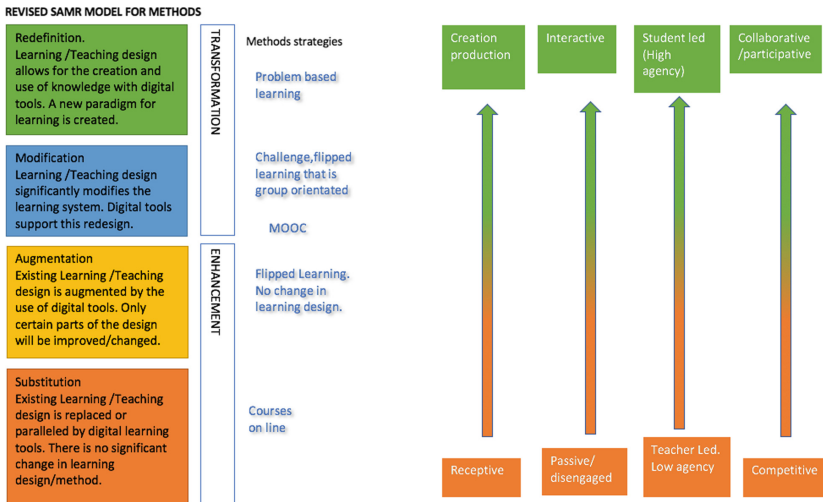 REVISED SAMR MODEL FOR METHODS
Redefinition.
Learning /Teaching design
allows for the creation and
use of knowledge with digital
tools. A new paradigm for
learning is created.
Modification
Learning /Teaching design
significantly modifies the
learning system. Digital tools
support this redesign.
Augmentation
Existing Learning /Teaching
design is augmented by the
use of digital tools. Only
certain parts of the design
will be improved/changed.
Substitution
Existing Learning /Teaching
design is replaced or
paralleled by digital learning
tools. There is no significant
change in learning
design/method.
TRANSFORMATION
ENHANCEMENT
Methods strategies
Problem based
learning
Challenge,flipped
learning that is
group orientated
MOOC
Flipped Learning.
No change in
learning design.
Courses
on line
Creation
production
Interactive
Student led
(High
agency)
Collaborative
/participative
Receptive
Passive/
disengaged
Teacher Led.
Low agency
Competitive